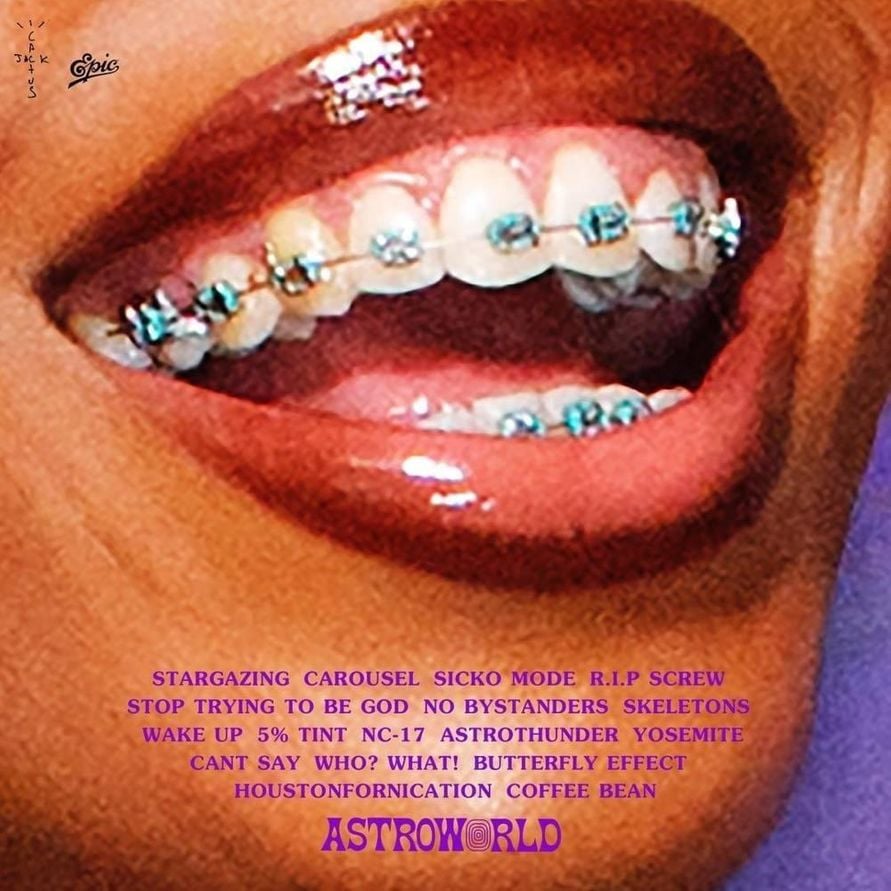 CACTUS
JACK
Epic
STARGAZING CAROUSEL SICKO MODE R.I.P SCREW
STOP TRYING TO BE GOD NO BYSTANDERS SKELETONS
WAKE UP 5% TINT NC-17 ASTROTHUNDER YOSEMITE
CANT SAY WHO? WHAT! BUTTERFLY EFFECT
HOUSTONFORNICATION COFFEE BEAN
ASTROWORLD